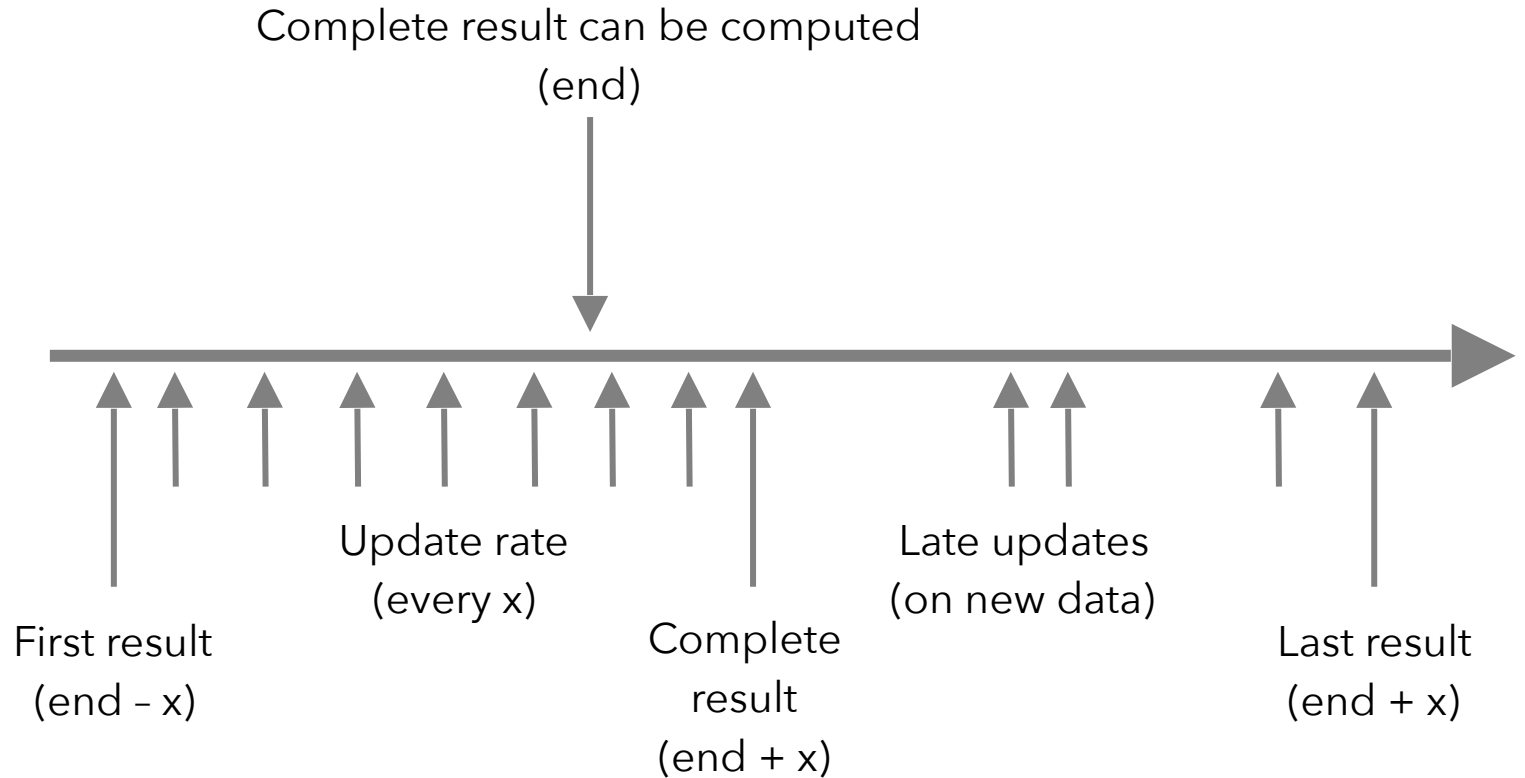 Complete result can be computed
(end)
Update rate
(every x)
Late updates
(on new data)
First result
(end – x)
Complete
result
(end + x)
Last result
(end + x)